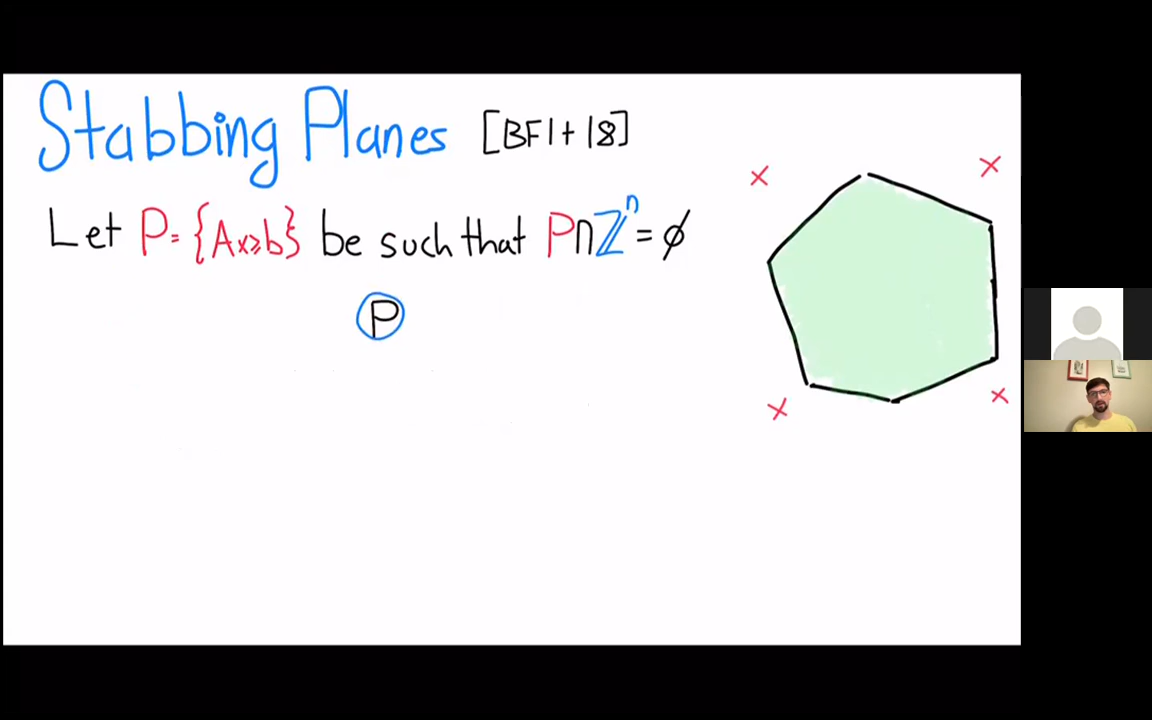 Stabbing Planes [BFI+18]
Let P = {Ax≥b} be such that P∩ℤⁿ = ∅
P